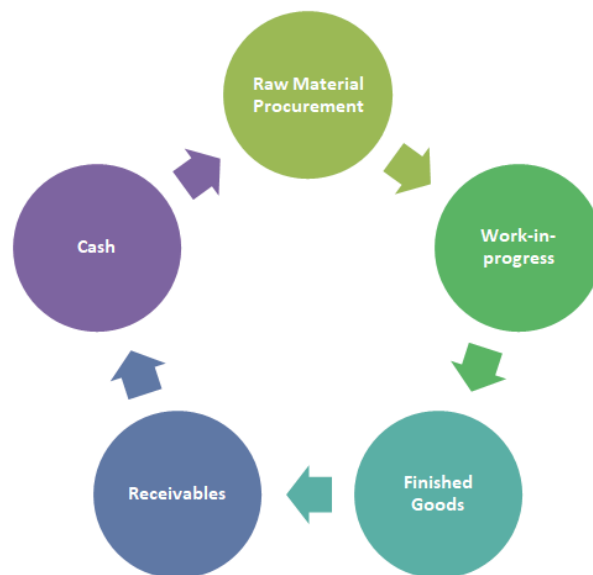 Raw Material
Procurement
Work-in-
progress
Finished
Goods
Receivables
Cash